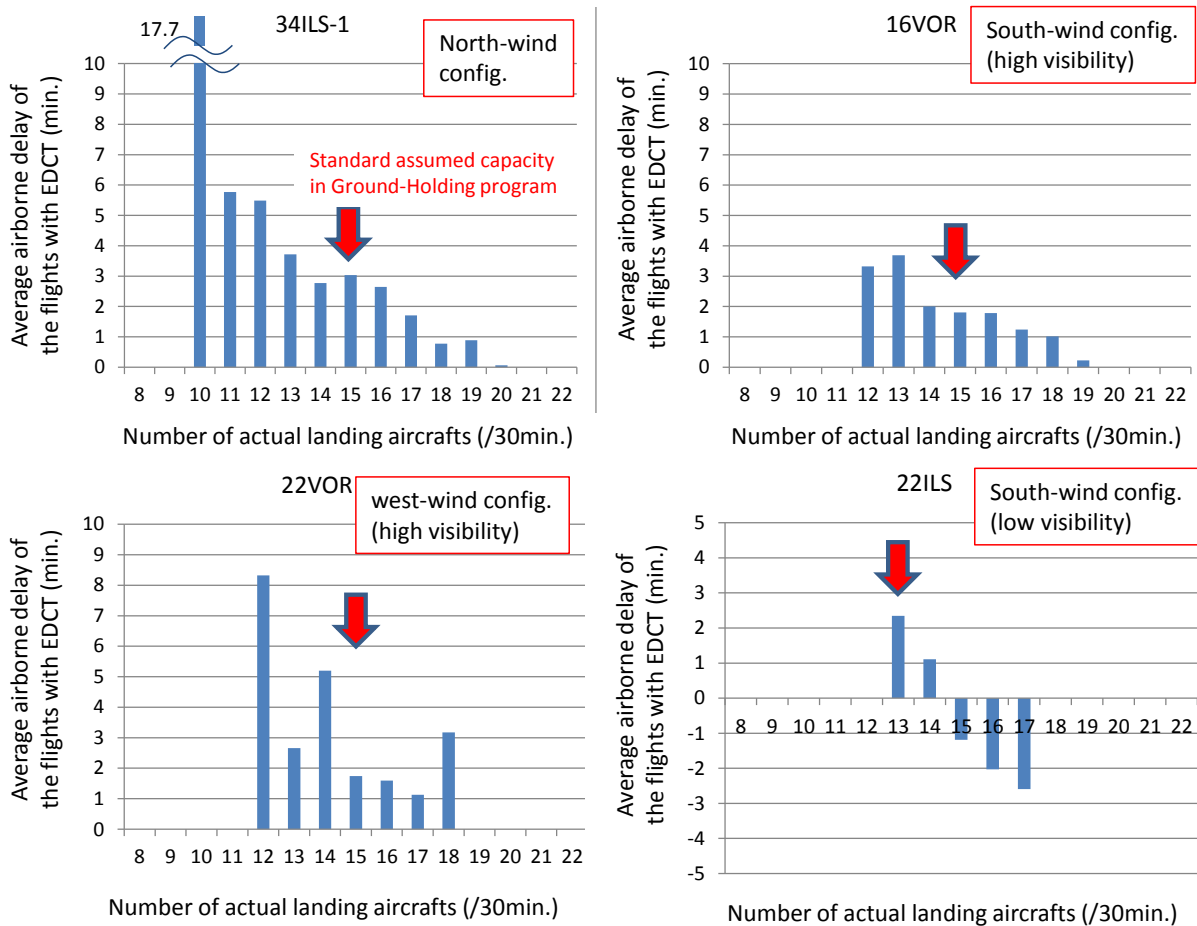 34ILS-1
North-wind
config.
17.7
Average airborne delay of
the flights with EDCT (min.)
10
9
8
7
6
5
4
3
2
1
0
Standard assumed capacity
in Ground-Holding program
8 9 10 11 12 13 14 15 16 17 18 19 20 21 22
Number of actual landing aircrafts (/30min.)
16VOR
South-wind config.
(high visibility)
Average airborne delay of
the flights with EDCT (min.)
10
9
8
7
6
5
4
3
2
1
0
8 9 10 11 12 13 14 15 16 17 18 19 20 21 22
Number of actual landing aircrafts (/30min.)
22VOR
west-wind config.
(high visibility)
Average airborne delay of
the flights with EDCT (min.)
10
9
8
7
6
5
4
3
2
1
0
8 9 10 11 12 13 14 15 16 17 18 19 20 21 22
Number of actual landing aircrafts (/30min.)
22ILS
South-wind config.
(low visibility)
Average airborne delay of
the flights with EDCT (min.)
5
4
3
2
1
0
-1
-2
-3
-4
-5
8 9 10 11 12 13 14 15 16 17 18 19 20 21 22
Number of actual landing aircrafts (/30min.)